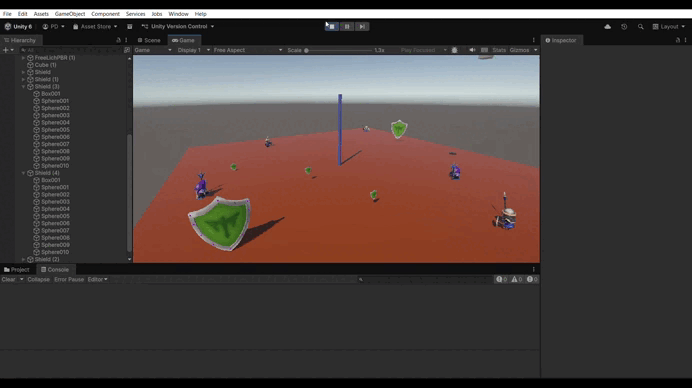 File Edit Assets GameObject Component Services Jobs Window Help
Unity 6 PD Asset Store Unity Version Control Layout
Hierarchy Scene Game Inspector
All Game Display 1 Free Aspect Scale 1.3x Play Focused Stats Gizmos
FreeLichPBR (1)
Cube (1)
Shield
Shield (1)
Shield (3)
Box001
Sphere001
Sphere002
Sphere003
Sphere004
Sphere005
Sphere006
Sphere007
Sphere008
Sphere009
Sphere010
Shield (4)
Box001
Sphere001
Sphere002
Sphere003
Sphere004
Sphere005
Sphere006
Sphere007
Sphere008
Sphere009
Sphere010
Shield (2)
Project Console
Clear Collapse Error Pause Editor 0 0 0